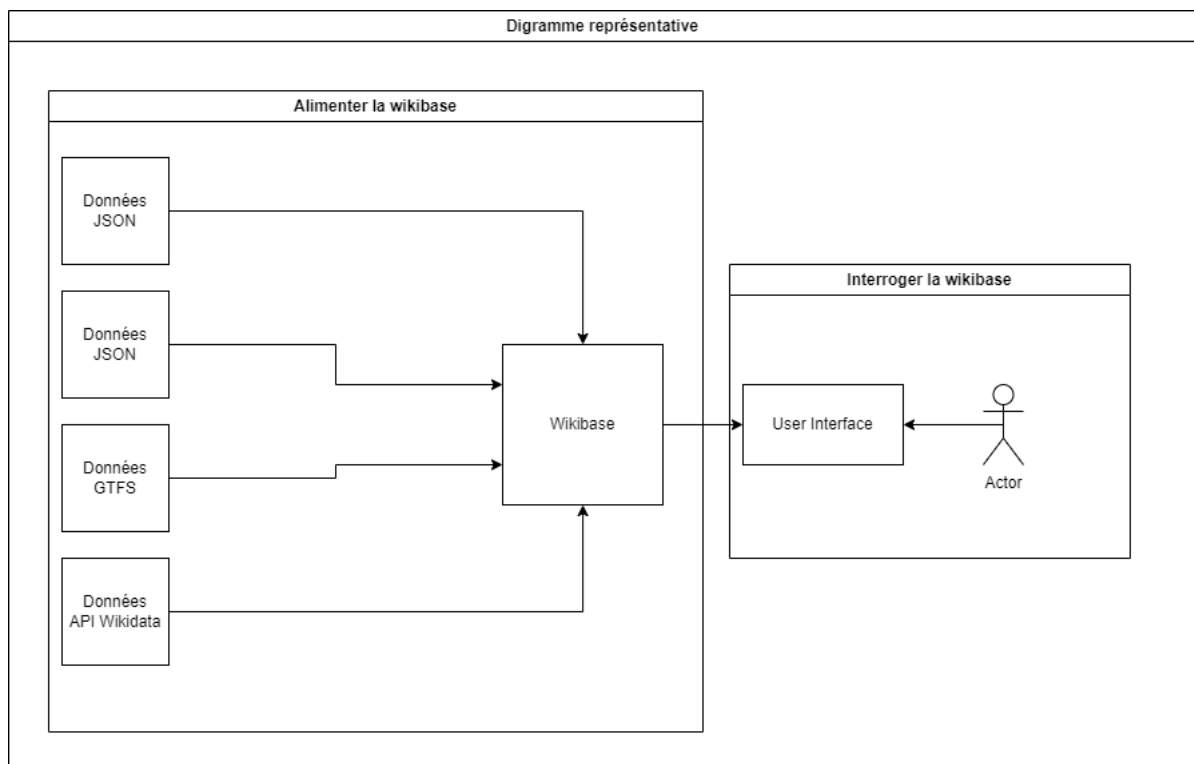 Digramme représentative
Alimenter la wikibase
Données
JSON
Données
JSON
Données
GTFS
Données
API Wikidata
Wikibase
Interroger la wikibase
User Interface
Actor